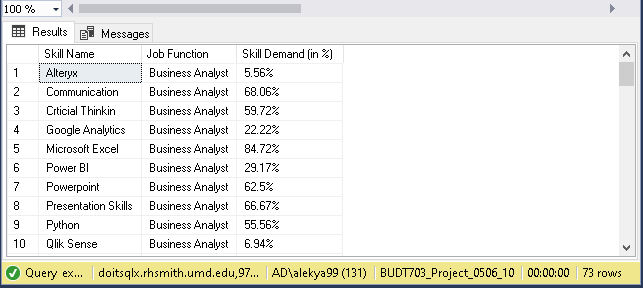 100 %
Results Messages
Skill Name Job Function Skill Demand (in %)
1 Alteryx Business Analyst 5.56%
2 Communication Business Analyst 68.06%
3 Crticial Thinkin Business Analyst 59.72%
4 Google Analytics Business Analyst 22.22%
5 Microsoft Excel Business Analyst 84.72%
6 Power BI Business Analyst 29.17%
7 Powerpoint Business Analyst 62.5%
8 Presentation Skills Business Analyst 66.67%
9 Python Business Analyst 55.56%
10 Qlik Sense Business Analyst 6.94%
Query ex... doitsqlx.rhsmith.umd.edu,97... AD\alekya99 (131) BUDT703_Project_0506_10 00:00:00 73 rows